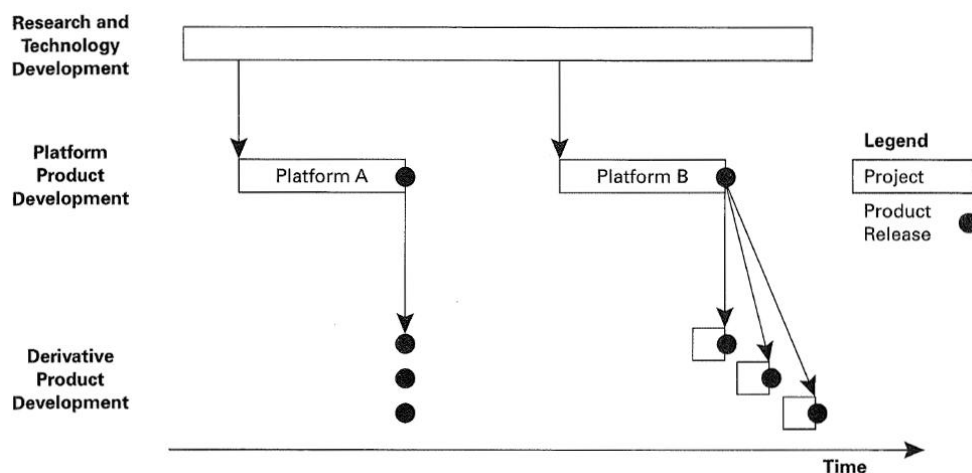 Research and
Technology
Development
Platform
Product
Development
Platform A
Platform B
Legend
Project
Product
Release
Derivative
Product
Development
Time